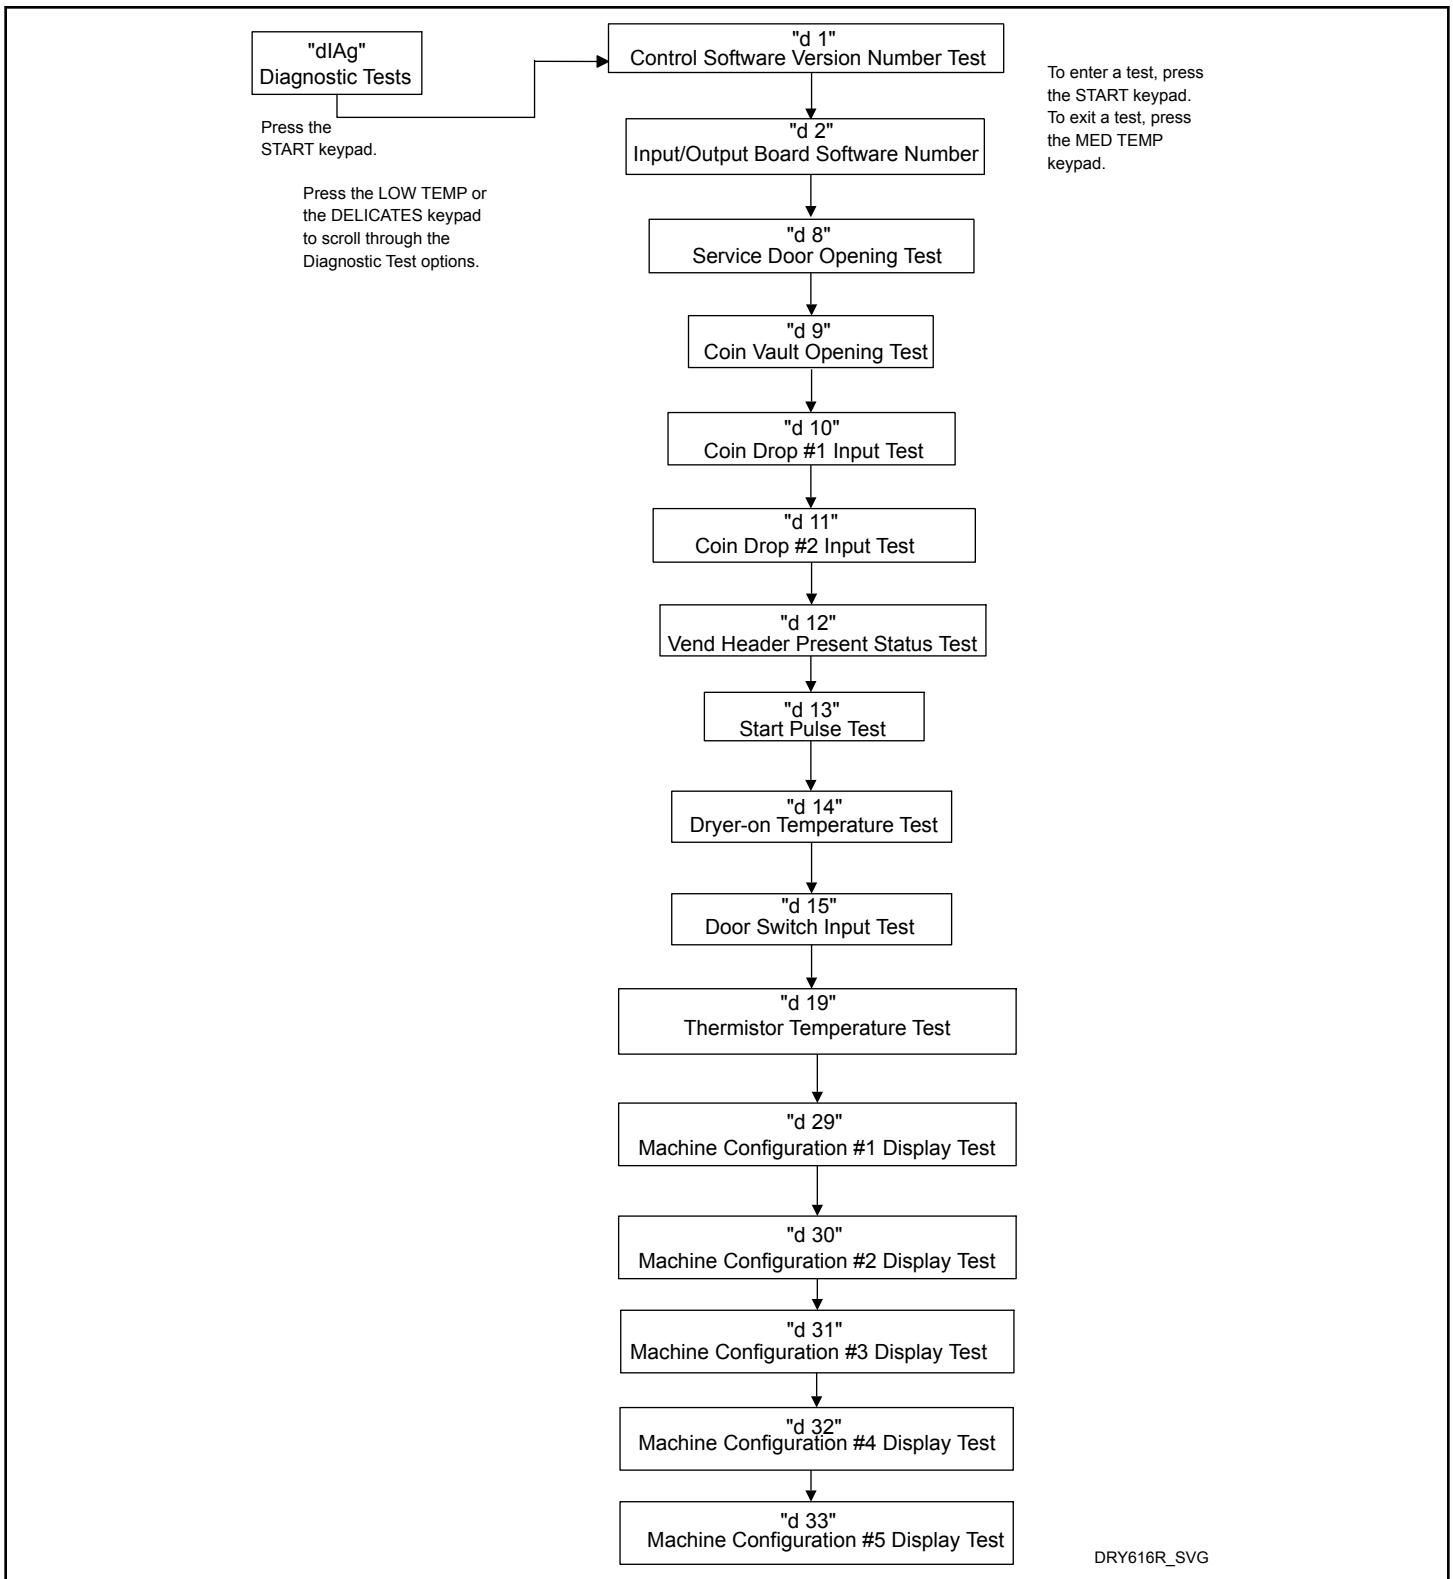 "dIAg"
Diagnostic Tests
Press the
START keypad.
Press the LOW TEMP or
the DELICATES keypad
to scroll through the
Diagnostic Test options.
"d 1"
Control Software Version Number Test
To enter a test, press
the START keypad.
To exit a test, press
the MED TEMP
keypad.
"d 2"
Input/Output Board Software Number
"d 8"
Service Door Opening Test
"d 9"
Coin Vault Opening Test
"d 10"
Coin Drop #1 Input Test
"d 11"
Coin Drop #2 Input Test
"d 12"
Vend Header Present Status Test
"d 13"
Start Pulse Test
"d 14"
Dryer-on Temperature Test
"d 15"
Door Switch Input Test
"d 19"
Thermistor Temperature Test
"d 29"
Machine Configuration #1 Display Test
"d 30"
Machine Configuration #2 Display Test
"d 31"
Machine Configuration #3 Display Test
"d 32"
Machine Configuration #4 Display Test
"d 33"
Machine Configuration #5 Display Test
DRY616R_SVG